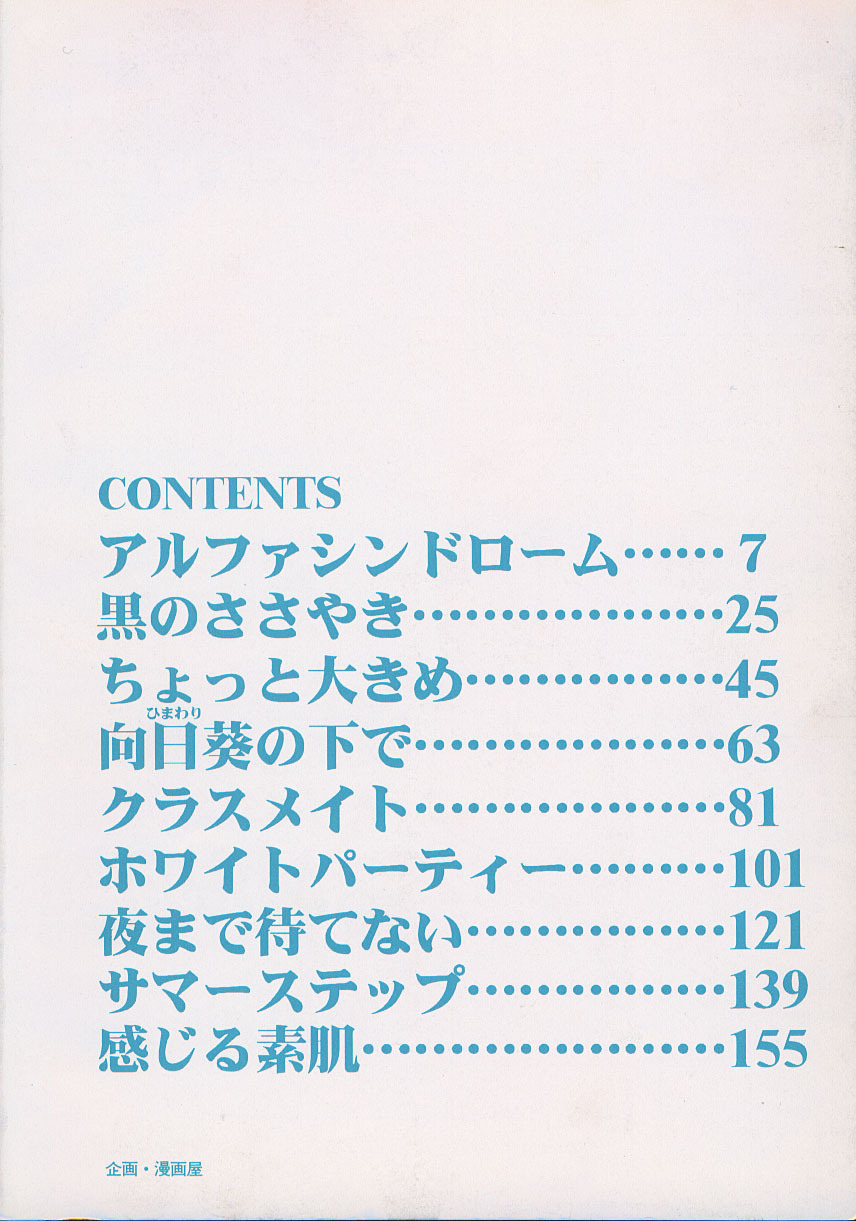 CONTENTS
アルファシンドローム……7
黒のささやき………………25
ちょっと大きめ……………45
ひまわり
向日葵の下で………………63
クラスメイト………………81
ホワイトパーティー………101
夜まで待てない……………121
サマーステップ……………139
感じる素肌…………………155
企画・漫画屋